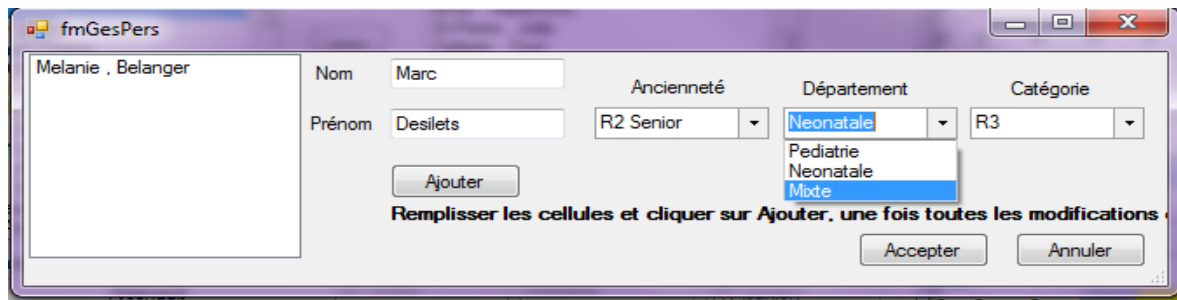 fmGesPers
Melanie , Belanger
Nom
Marc
Prénom
Desilets
Ancienneté
R2 Senior
Département
Neonatale
Pediatrie
Neonatale
Mixte
Catégorie
R3
Ajouter
Remplisser les cellules et cliquer sur Ajouter, une fois toutes les modifications
Accepter
Annuler